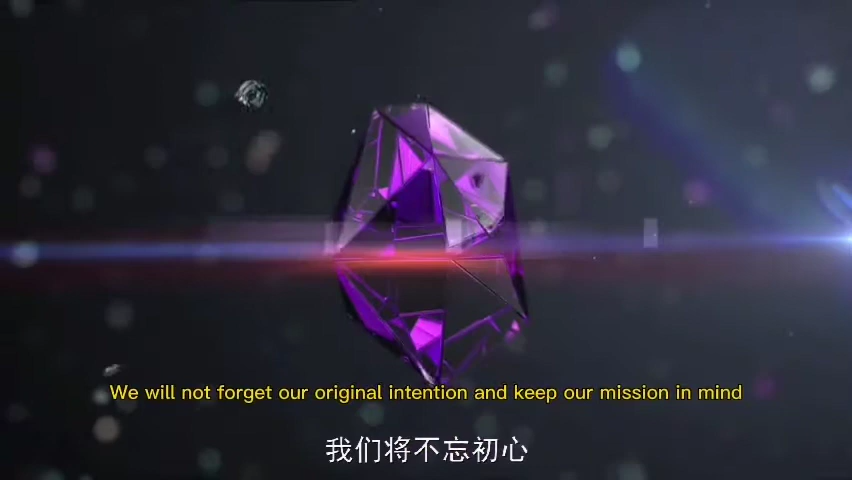 We will not forget our original intention and keep our mission in mind
我们将不忘初心